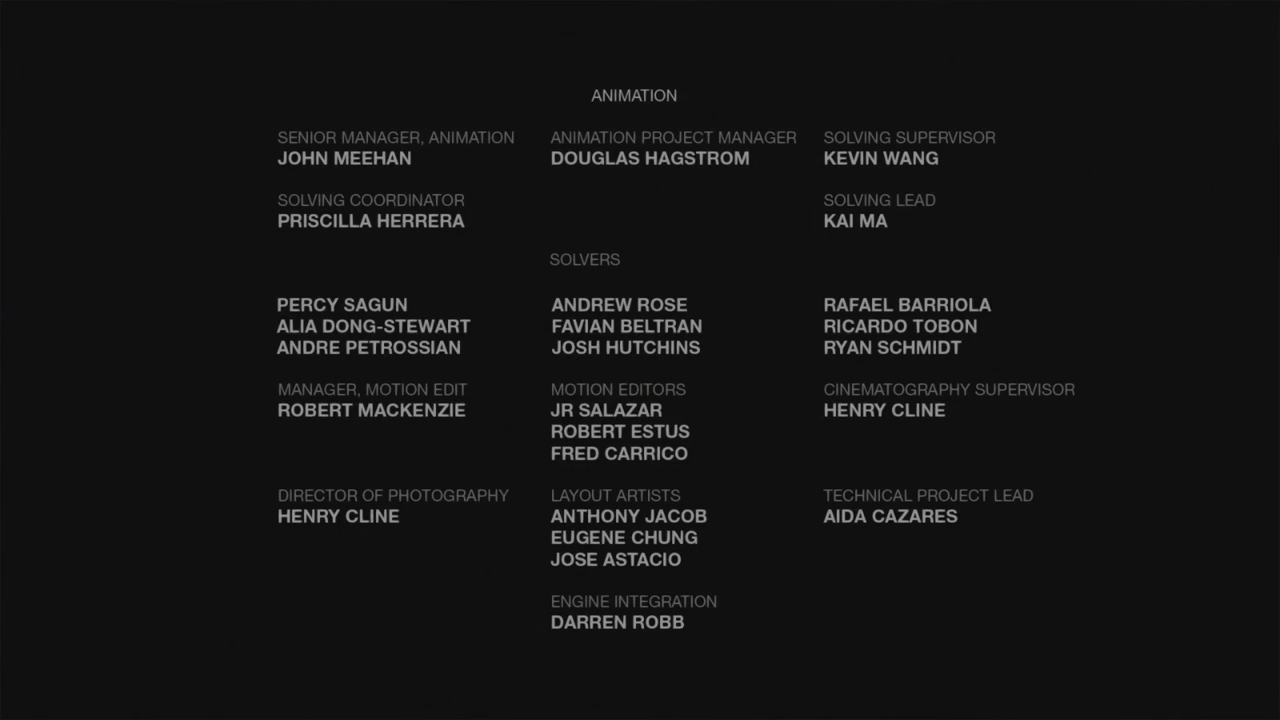 ANIMATION
SENIOR MANAGER, ANIMATION
JOHN MEEHAN
ANIMATION PROJECT MANAGER
DOUGLAS HAGSTROM
SOLVING SUPERVISOR
KEVIN WANG
SOLVING COORDINATOR
PRISCILLA HERRERA
SOLVING LEAD
KAI MA
SOLVERS
PERCY SAGUN
ALIA DONG-STEWART
ANDRE PETROSSIAN
ANDREW ROSE
FAVIAN BELTRAN
JOSH HUTCHINS
RAFAEL BARRIOLA
RICARDO TOBON
RYAN SCHMIDT
MANAGER, MOTION EDIT
ROBERT MACKENZIE
MOTION EDITORS
JR SALAZAR
ROBERT ESTUS
FRED CARRICO
CINEMATOGRAPHY SUPERVISOR
HENRY CLINE
DIRECTOR OF PHOTOGRAPHY
HENRY CLINE
LAYOUT ARTISTS
ANTHONY JACOB
EUGENE CHUNG
JOSE ASTACIO
TECHNICAL PROJECT LEAD
AIDA CAZARES
ENGINE INTEGRATION
DARREN ROBB